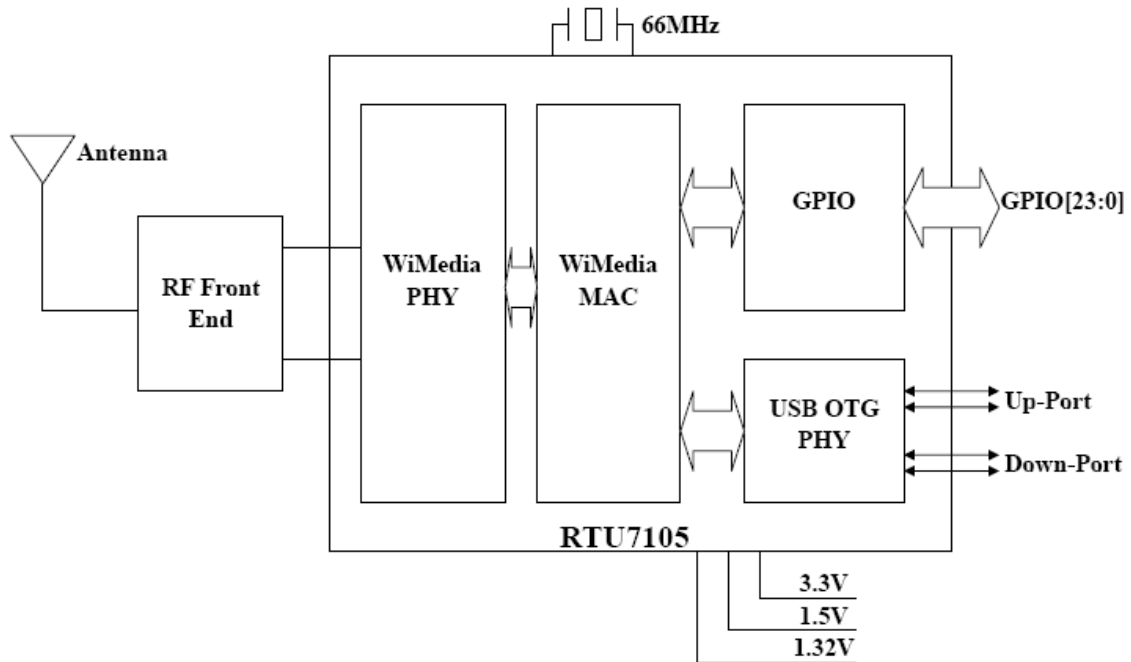 66MHz
Antenna
RF Front
End
WiMedia
PHY
WiMedia
MAC
GPIO
GPIO[23:0]
USB OTG
PHY
Up-Port
Down-Port
RTU7105
3.3V
1.5V
1.32V